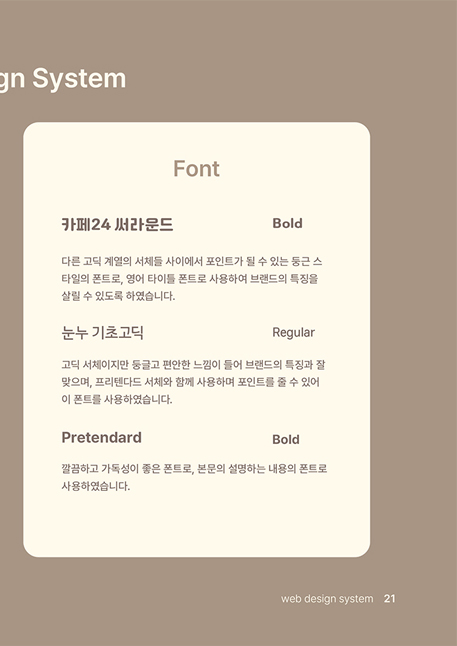 gn System
Font
카페24 써라운드 Bold
다른 고딕 계열의 서체들 사이에서 포인트가 될 수 있는 둥근 스
타일의 폰트로, 영어 타이틀 폰트로 사용하여 브랜드의 특징을
살릴 수 있도록 하였습니다.
눈누 기초고딕 Regular
고딕 서체이지만 둥글고 편안한 느낌이 들어 브랜드의 특징과 잘
맞으며, 프리텐다드 서체와 함께 사용하며 포인트를 줄 수 있어
이 폰트를 사용하였습니다.
Pretendard Bold
깔끔하고 가독성이 좋은 폰트로, 본문의 설명하는 내용의 폰트로
사용하였습니다.
web design system 21